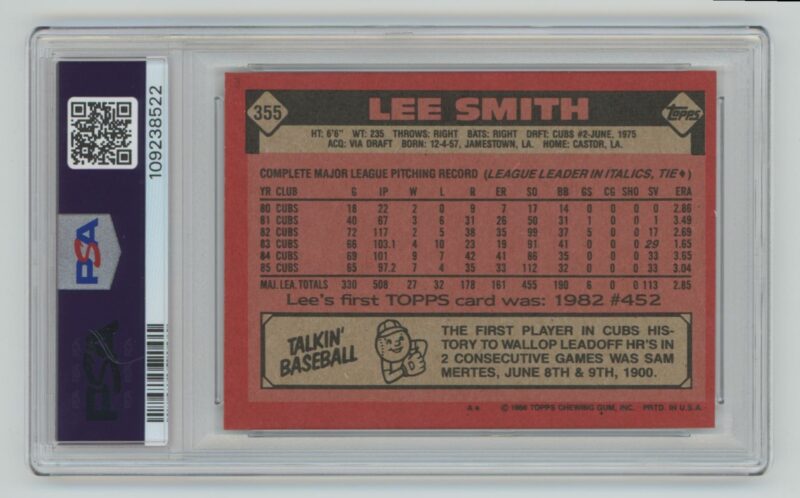 109238522
PSA
PSA
355
LEE SMITH
Topps
HT: 6'6" WT: 235 THROWS: RIGHT BATS: RIGHT DRFT: CUBS #2-JUNE, 1975
ACQ: VIA DRAFT BORN: 12-4-57, JAMESTOWN, LA. HOME: CASTOR, LA.
COMPLETE MAJOR LEAGUE PITCHING RECORD (LEAGUE LEADER IN ITALICS, TIE♦)
YR CLUB G IP W L R ER SO BB GS CG SHO SV ERA
80 CUBS 18 22 2 0 9 7 17 14 0 0 0 0 2.86
81 CUBS 40 67 3 6 31 26 50 31 1 0 0 1 3.49
82 CUBS 72 117 2 5 38 35 99 37 5 0 0 17 2.69
83 CUBS 66 103.1 4 10 23 19 91 41 0 0 0 29 1.65
84 CUBS 69 101 9 7 42 41 86 35 0 0 0 33 3.65
85 CUBS 65 97.2 7 4 35 33 112 32 0 0 0 33 3.04
MAJ. LEA. TOTALS 330 508 27 32 178 161 455 190 6 0 0 113 2.85
Lee's first TOPPS card was: 1982 #452
TALKIN' BASEBALL
THE FIRST PLAYER IN CUBS HIS-
TORY TO WALLOP LEADOFF HR'S IN
2 CONSECUTIVE GAMES WAS SAM
MERTES, JUNE 8TH & 9TH, 1900.
© 1986 TOPPS CHEWING GUM, INC. PRTD. IN U.S.A.